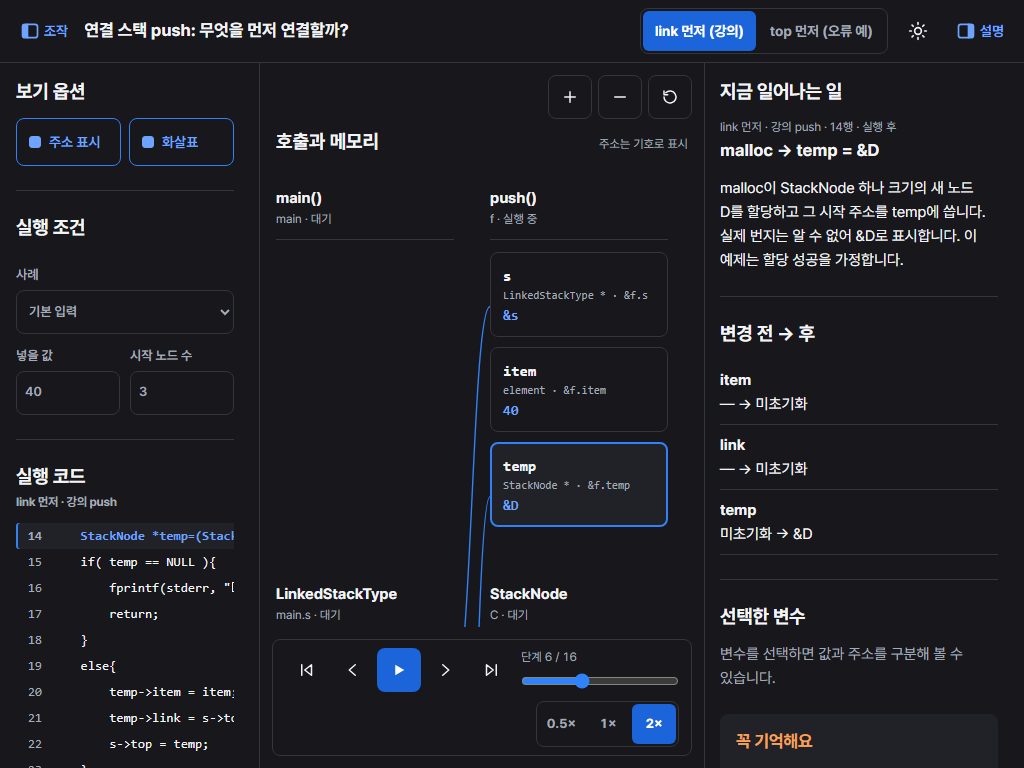 조작
연결 스택 push: 무엇을 먼저 연결할까?
link 먼저 (강의)
top 먼저 (오류 예)
설명
보기 옵션
주소 표시
화살표
실행 조건
사례
기본 입력
넣을 값
시작 노드 수
40
3
실행 코드
link 먼저 · 강의 push
14 StackNode *temp=(Stack
15 if( temp == NULL ){
16 fprintf(stderr, "
17 return;
18 }
19 else{
20 temp->item = item;
21 temp->link = s->to
22 s->top = temp;
호출과 메모리
주소는 기호로 표시
main()
main · 대기
push()
f · 실행 중
s
LinkedStackType * · &f.s
&s
item
element · &f.item
40
temp
StackNode * · &f.temp
&D
LinkedStackType
main.s · 대기
StackNode
C · 대기
단계 6 / 16
0.5×
1×
2×
지금 일어나는 일
link 먼저 · 강의 push · 14행 · 실행 후
malloc → temp = &D
malloc이 StackNode 하나 크기의 새 노드
D를 할당하고 그 시작 주소를 temp에 씁니다.
실제 번지는 알 수 없어 &D로 표시합니다. 이
예제는 할당 성공을 가정합니다.
변경 전 → 후
item
— → 미초기화
link
— → 미초기화
temp
미초기화 → &D
선택한 변수
변수를 선택하면 값과 주소를 구분해 볼 수
있습니다.
꼭 기억해요